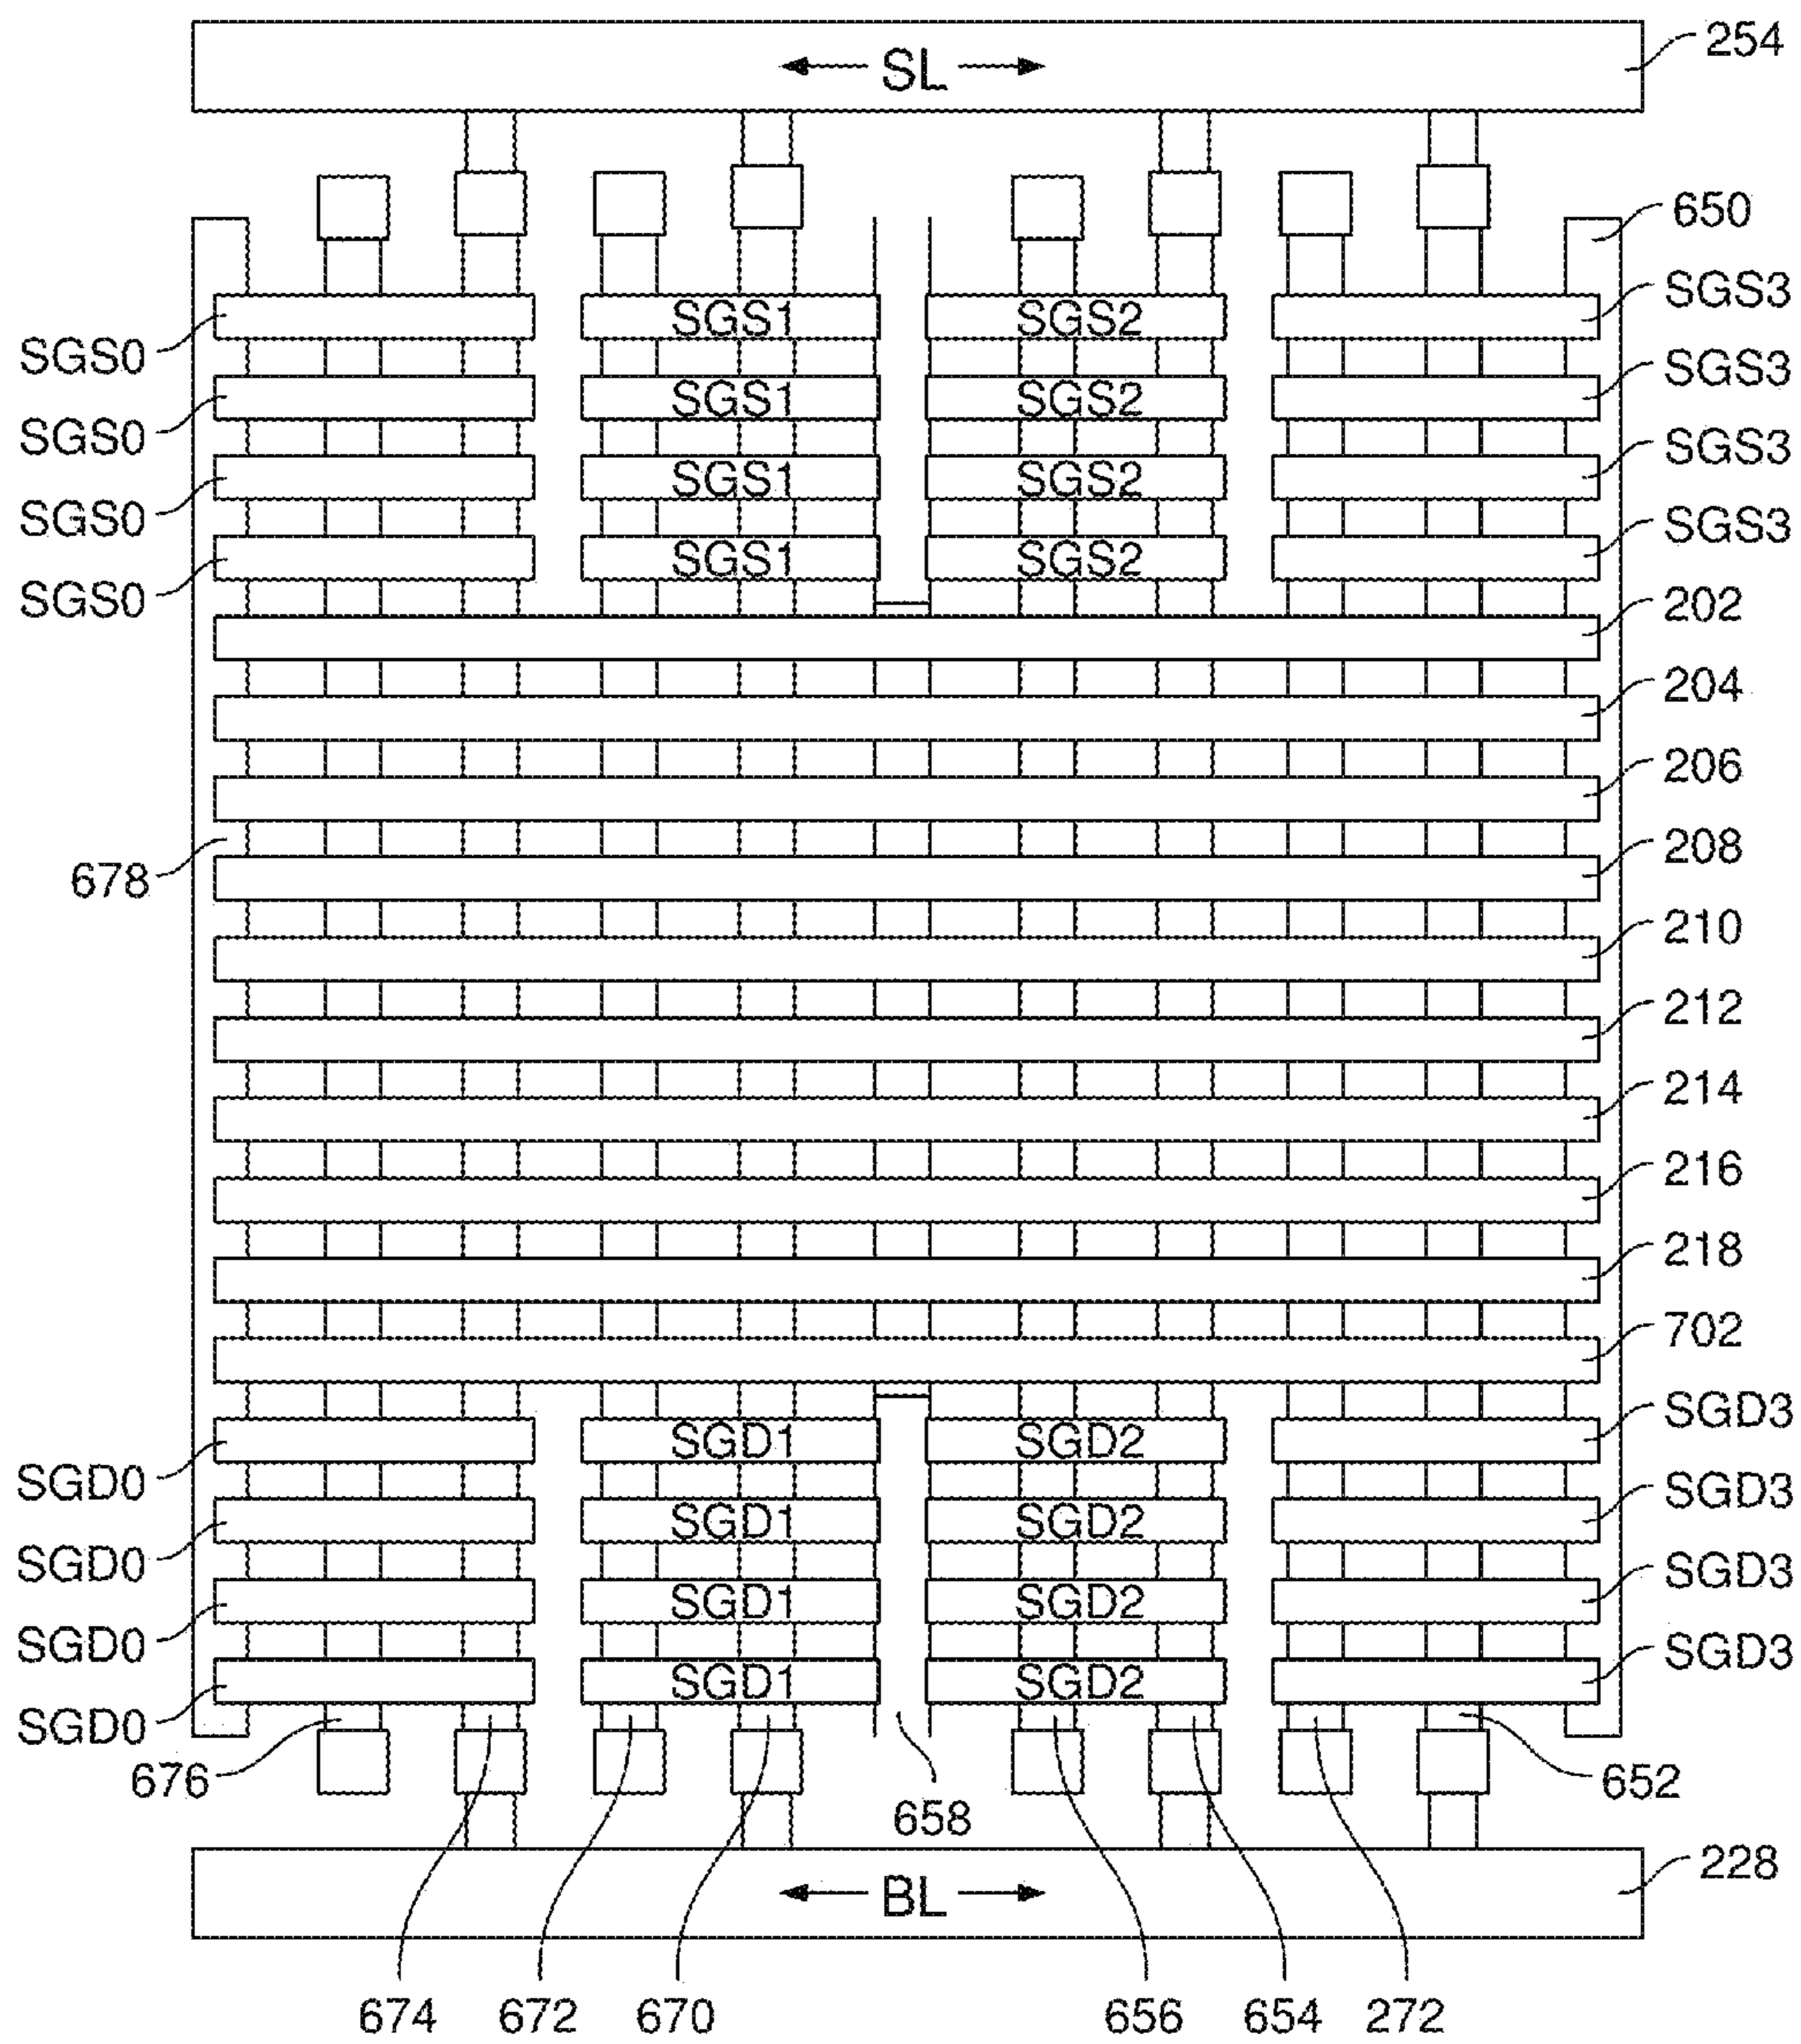 SL
254
650
SGS3
SGS1 SGS2
SGS0
SGS3
SGS1 SGS2
SGS0
SGS3
SGS1 SGS2
SGS0
SGS3
SGS1 SGS2
SGS0
202
204
206
208
678
210
212
214
216
218
702
SGD3
SGD1 SGD2
SGD0
SGD3
SGD1 SGD2
SGD0
SGD3
SGD1 SGD2
SGD0
SGD3
SGD1 SGD2
SGD0
676
652
658
228
BL
674 672 670 656 654 272